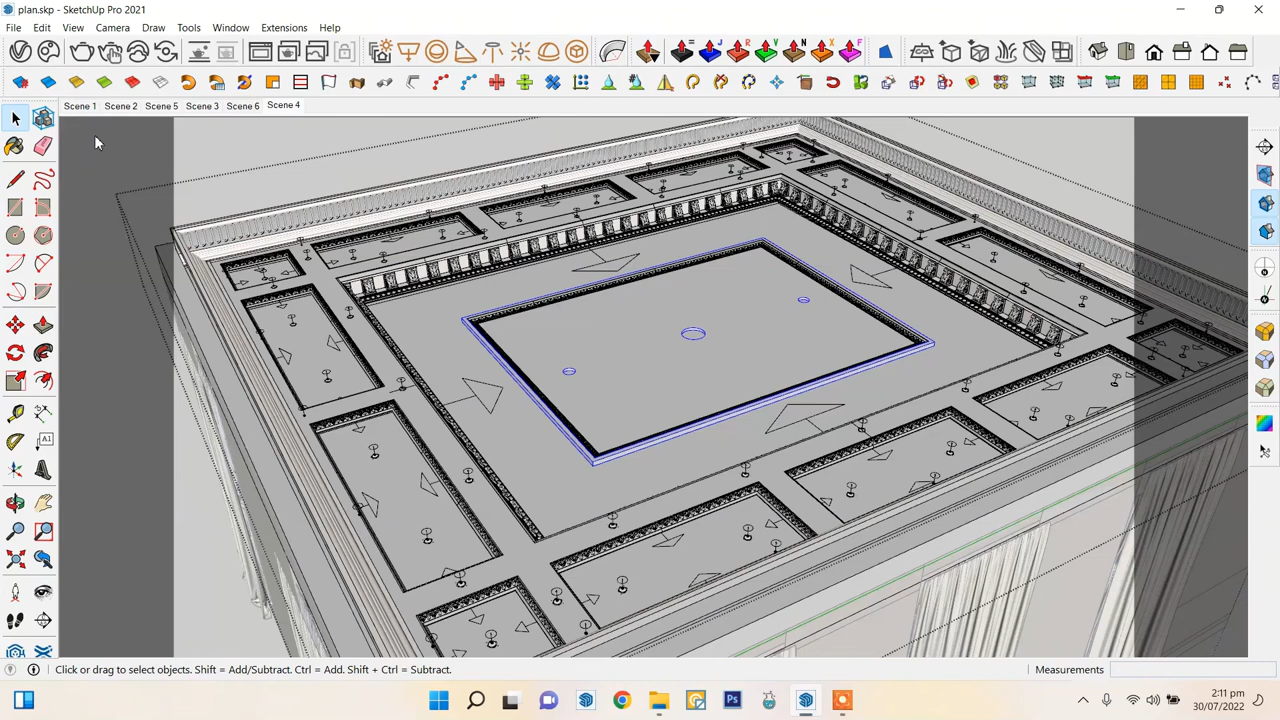 plan.skp - SketchUp Pro 2021
File Edit View Camera Draw Tools Window Extensions Help
Scene 1 Scene 2 Scene 5 Scene 3 Scene 6 Scene 4
A1
Click or drag to select objects. Shift = Add/Subtract. Ctrl = Add. Shift + Ctrl = Subtract.
Measurements
Ps
2:11 pm
30/07/2022